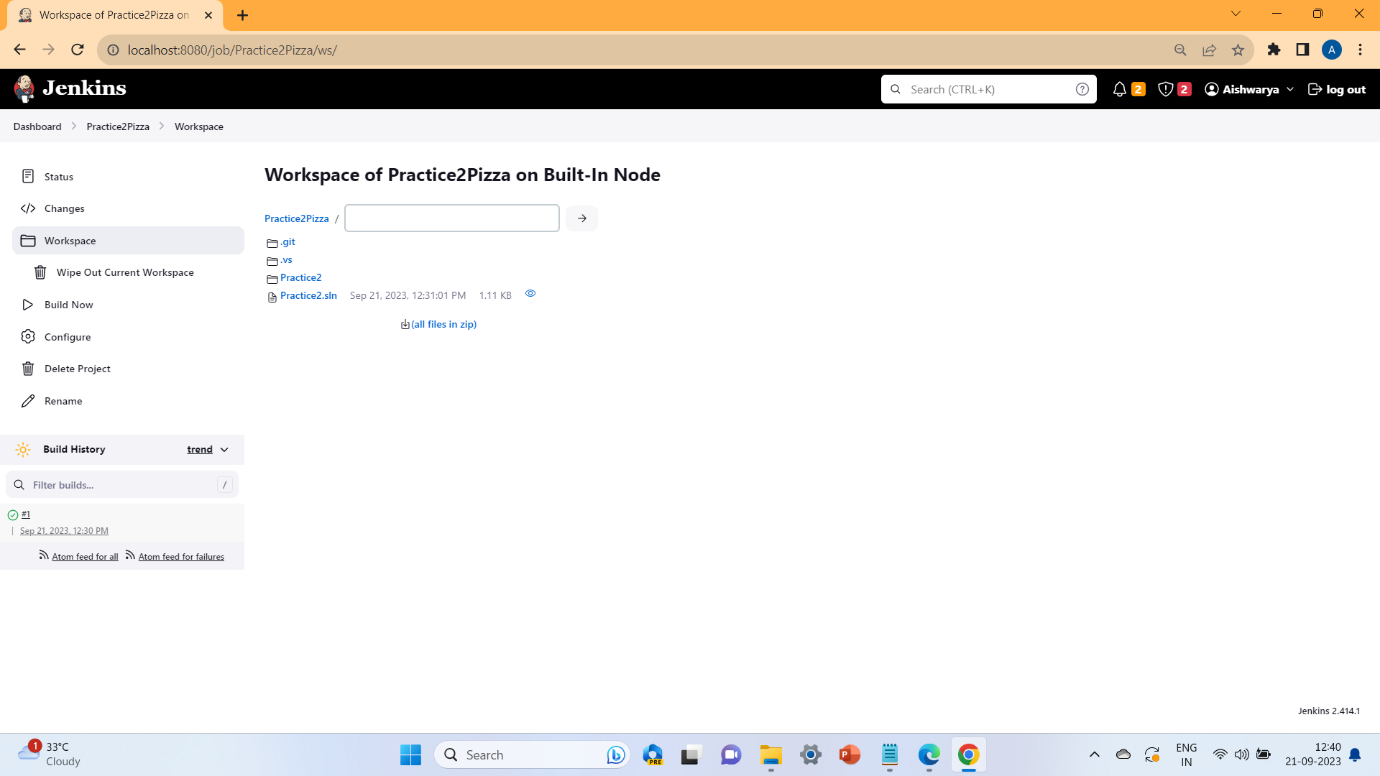 Workspace of Practice2Pizza on
localhost:8080/job/Practice2Pizza/ws/
A
Jenkins
Search (CTRL+K)
?
2
2
Aishwarya
log out
Dashboard
Practice2Pizza
Workspace
Status
Changes
Workspace
Wipe Out Current Workspace
Build Now
Configure
Delete Project
Rename
Build History
trend
Filter builds...
/
#1
Sep 21, 2023, 12:30 PM
Atom feed for all
Atom feed for failures
Workspace of Practice2Pizza on Built-In Node
Practice2Pizza /
.git
.vs
Practice2
Practice2.sln Sep 21, 2023, 12:31:01 PM 1.11 KB
(all files in zip)
Jenkins 2.414.1
1
33°C
Cloudy
Search
PRE
ENG
IN
12:40
21-09-2023